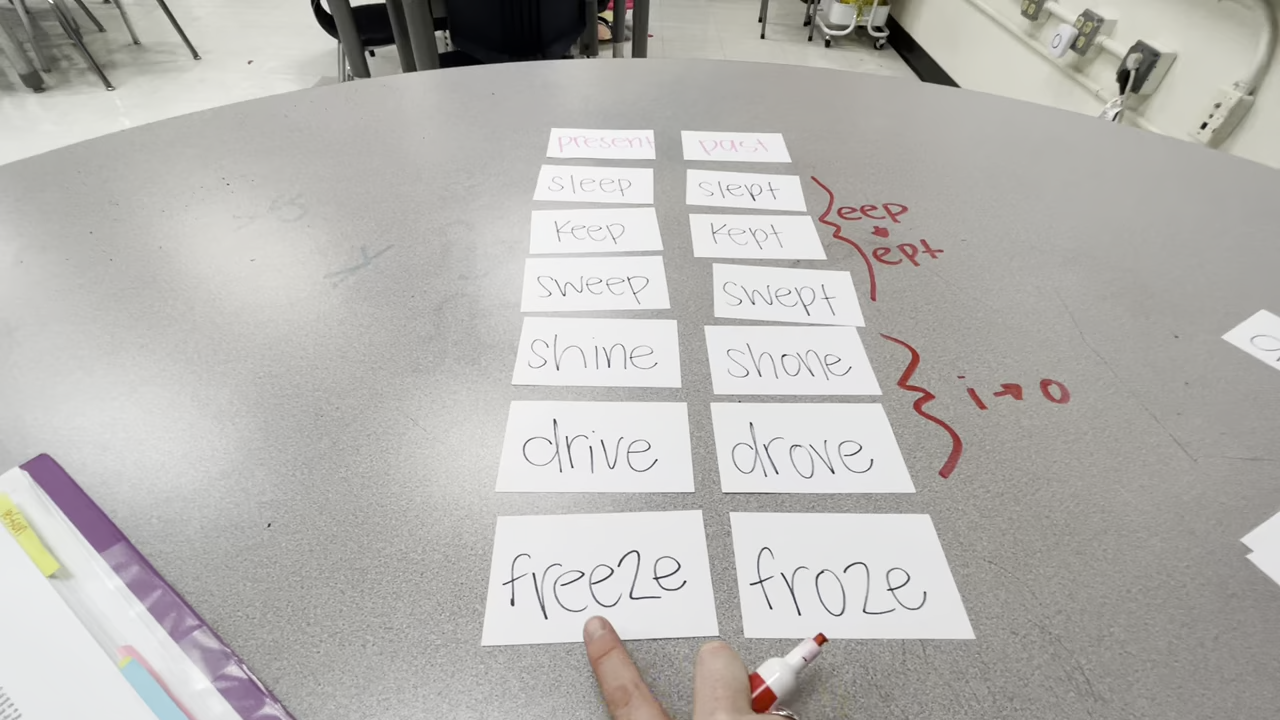 present past
sleep slept
keep kept
sweep swept
eep
ept
shine shone
drive drove
i→o
freeze froze